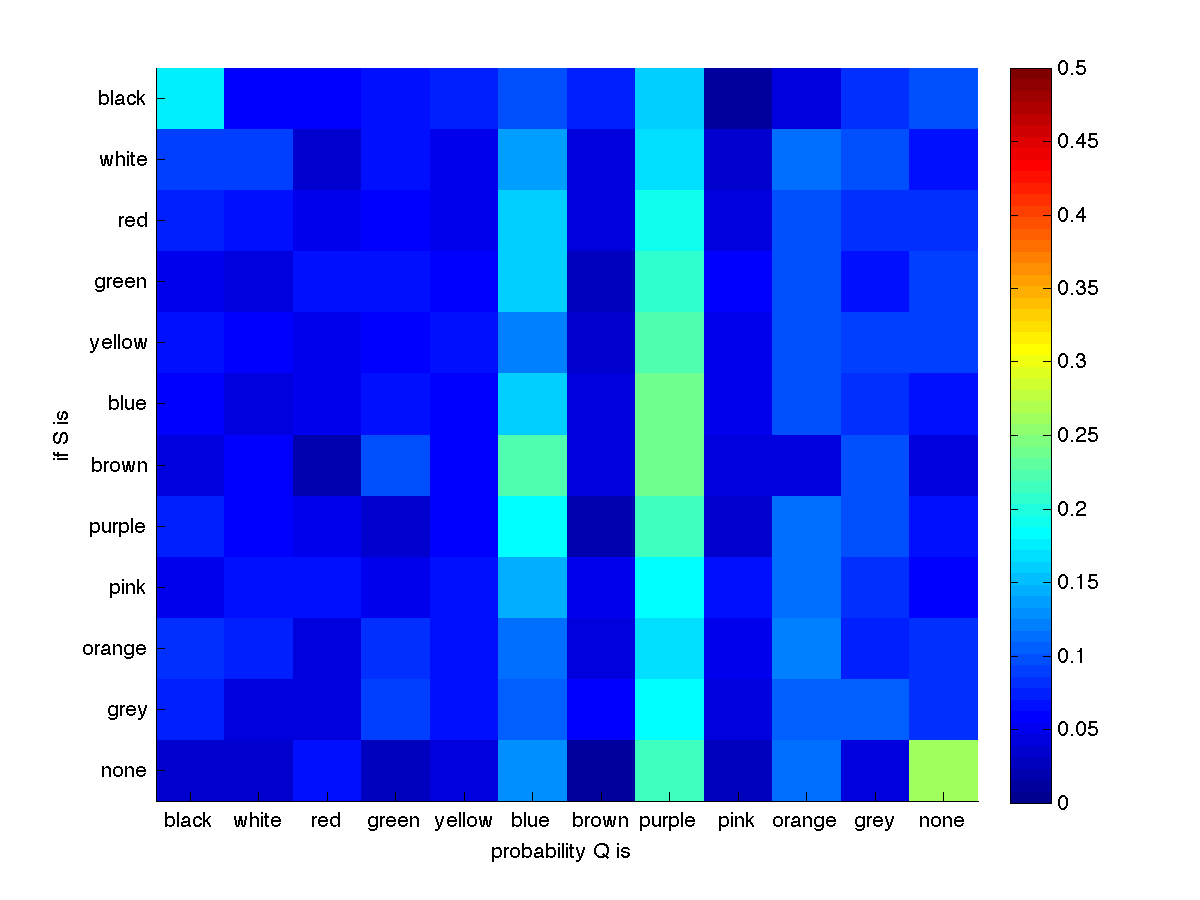 black
white
red
green
yellow
blue
brown
purple
pink
orange
grey
none
if S is
black white red green yellow blue brown purple pink orange grey none
probability Q is
0.5
0.45
0.4
0.35
0.3
0.25
0.2
0.15
0.1
0.05
0